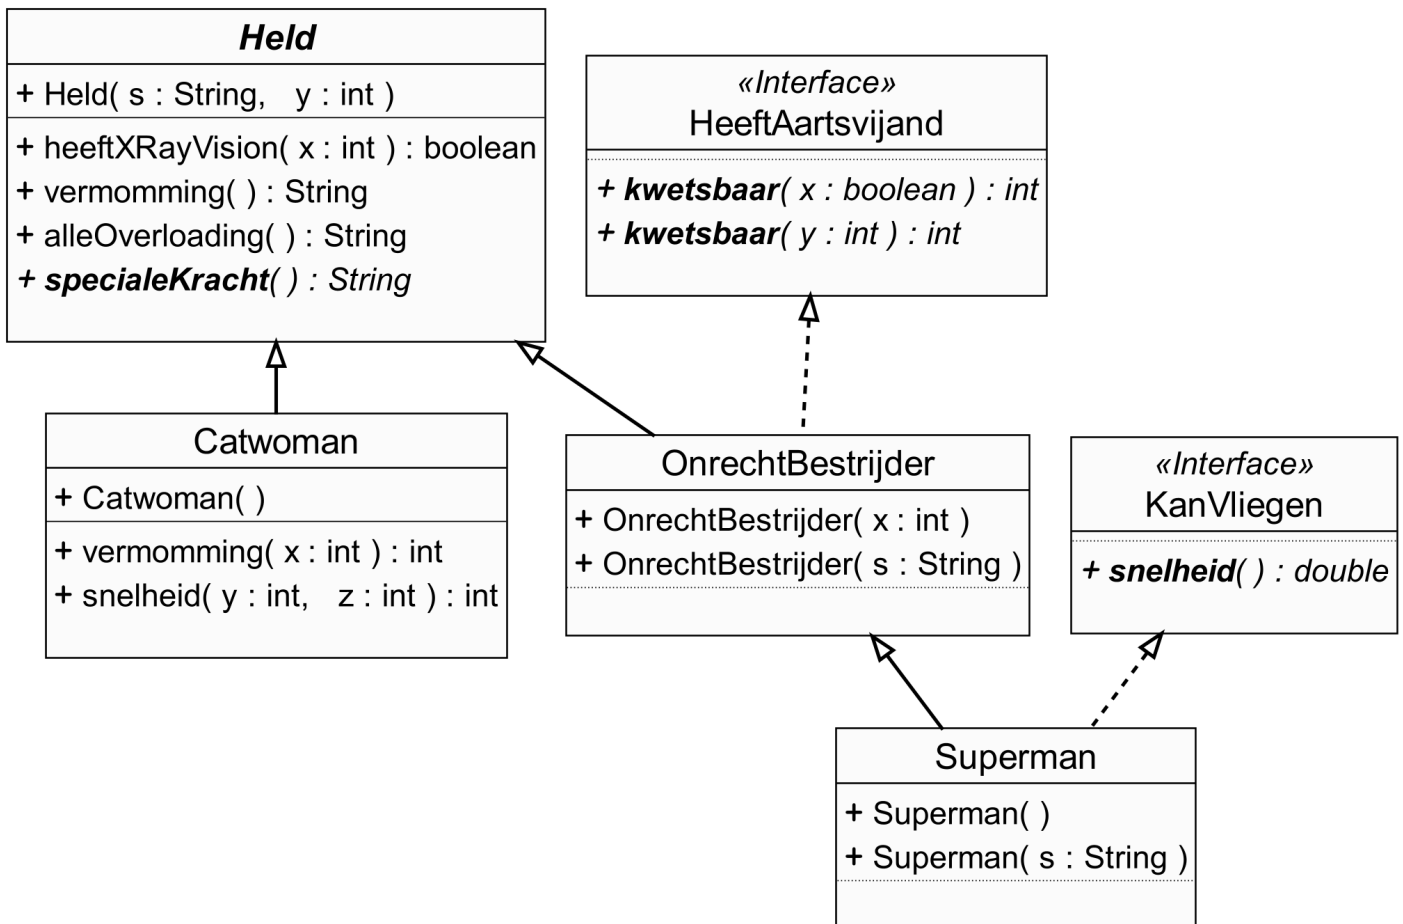 Held
+ Held( s : String, y : int )
+ heeftXRayVision( x : int ) : boolean
+ vermomming( ) : String
+ alleOverloading( ) : String
+ specialeKracht( ) : String
«Interface»
HeeftAartsvijand
+ kwetsbaar( x : boolean ) : int
+ kwetsbaar( y : int ) : int
Catwoman
+ Catwoman( )
+ vermomming( x : int ) : int
+ snelheid( y : int, z : int ) : int
OnrechtBestrijder
+ OnrechtBestrijder( x : int )
+ OnrechtBestrijder( s : String )
«Interface»
KanVliegen
+ snelheid( ) : double
Superman
+ Superman( )
+ Superman( s : String )